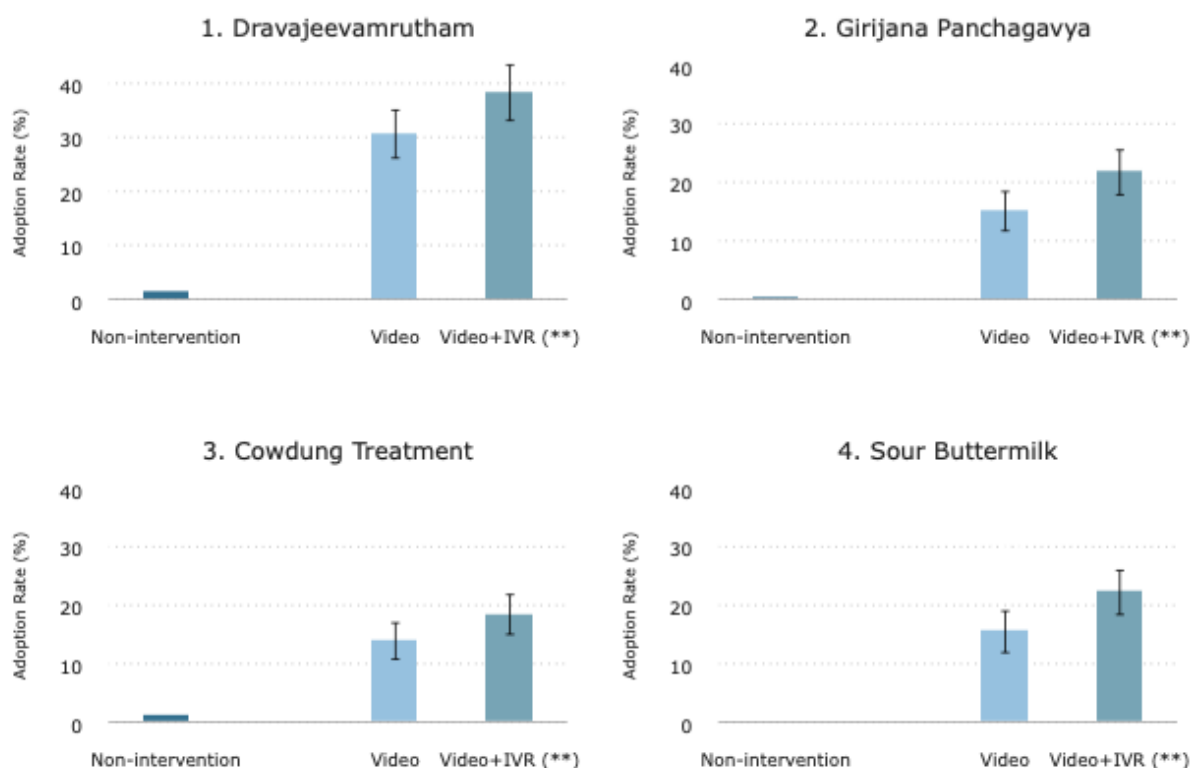 1. Dravajeevamrutham
Adoption Rate (%)
40
30
20
10
0
Non-intervention Video Video+IVR (**)
2. Girijana Panchagavya
Adoption Rate (%)
40
30
20
10
0
Non-intervention Video Video+IVR (**)
3. Cowdung Treatment
Adoption Rate (%)
40
30
20
10
0
Non-intervention Video Video+IVR (**)
4. Sour Buttermilk
Adoption Rate (%)
40
30
20
10
0
Non-intervention Video Video+IVR (**)